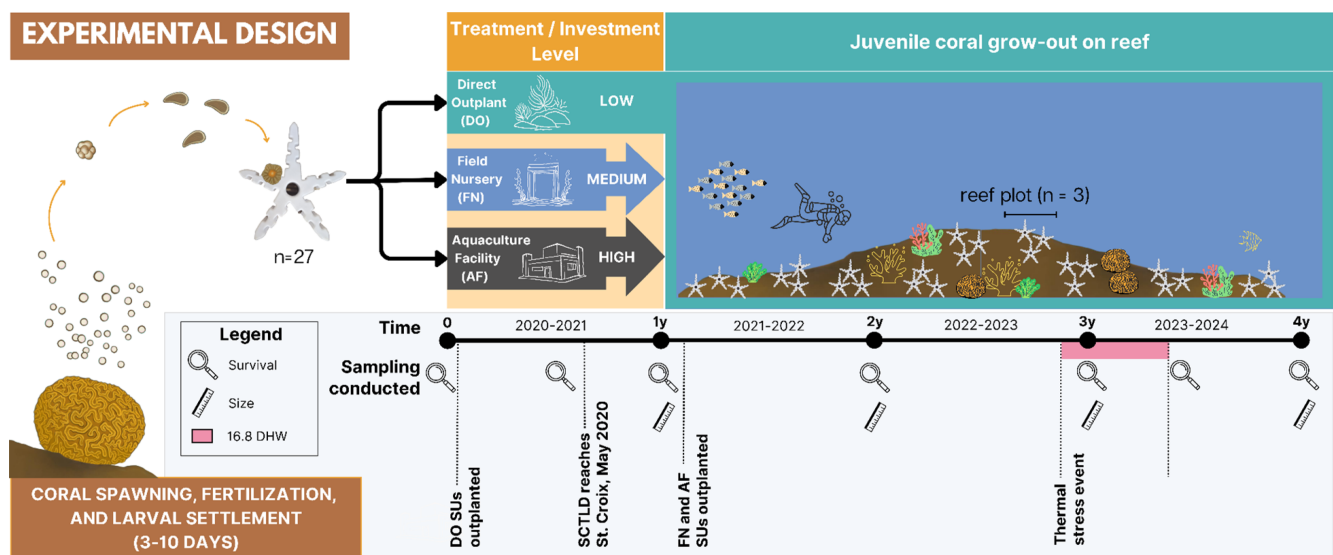 EXPERIMENTAL DESIGN
Treatment / Investment
Level
Juvenile coral grow-out on reef
Direct
Outplant
(DO)
LOW
Field
Nursery
(FN)
MEDIUM
Aquaculture
Facility
(AF)
HIGH
n=27
reef plot (n = 3)
Legend
Survival
Size
16.8 DHW
Time
0
2020-2021
1y
2021-2022
2y
2022-2023
3y
2023-2024
4y
Sampling
conducted
DO SUs
outplanted
SCTLD reaches
St. Croix, May 2020
FN and AF
SUs outplanted
Thermal
stress event
CORAL SPAWNING, FERTILIZATION,
AND LARVAL SETTLEMENT
(3-10 DAYS)